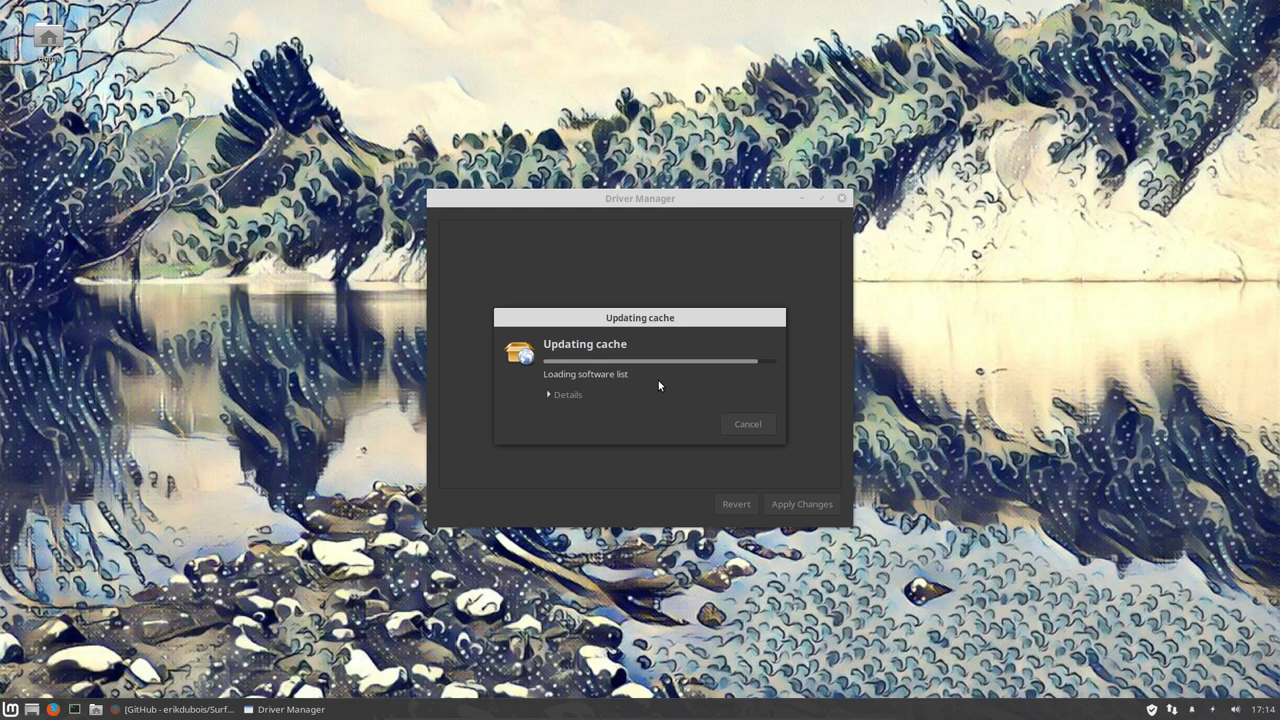 Home
Driver Manager
Updating cache
Updating cache
Loading software list
Details
Cancel
Revert
Apply Changes
[GitHub - erikdubois/Surf...
Driver Manager
17:14